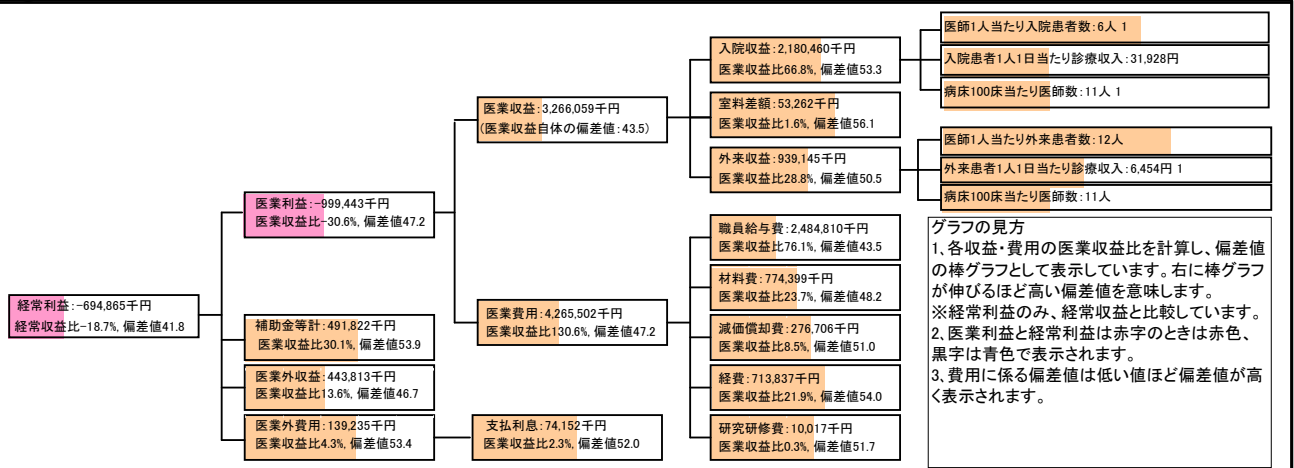 経常利益:-694,865千円
経常収益比-18.7%, 偏差値41.8
医業利益:-999,443千円
医業収益比-30.6%, 偏差値47.2
補助金等計:491,822千円
医業収益比30.1%, 偏差値53.9
医業外収益:443,813千円
医業収益比13.6%, 偏差値46.7
医業外費用:139,235千円
医業収益比4.3%, 偏差値53.4
医業収益:3,266,059千円
(医業収益自体の偏差値:43.5)
医業費用:4,265,502千円
医業収益比130.6%, 偏差値47.2
支払利息:74,152千円
医業収益比2.3%, 偏差値52.0
入院収益:2,180,460千円
医業収益比66.8%, 偏差値53.3
室料差額:53,262千円
医業収益比1.6%, 偏差値56.1
外来収益:939,145千円
医業収益比28.8%, 偏差値50.5
職員給与費:2,484,810千円
医業収益比76.1%, 偏差値43.5
材料費:774,399千円
医業収益比23.7%, 偏差値48.2
減価償却費:276,706千円
医業収益比8.5%, 偏差値51.0
経費:713,837千円
医業収益比21.9%, 偏差値54.0
研究研修費:10,017千円
医業収益比0.3%, 偏差値51.7
医師1人当たり入院患者数:6人 1
入院患者1人1日当たり診療収入:31,928円
病床100床当たり医師数:11人 1
医師1人当たり外来患者数:12人
外来患者1人1日当たり診療収入:6,454円 1
病床100床当たり医師数:11人
グラフの見方
1、各収益・費用の医業収益比を計算し、偏差値
の棒グラフとして表示しています。右に棒グラフ
が伸びるほど高い偏差値を意味します。
※経常利益のみ、経常収益と比較しています。
2、医業利益と経常利益は赤字のときは赤色、
黒字は青色で表示されます。
3、費用に係る偏差値は低い値ほど偏差値が高
く表示されます。